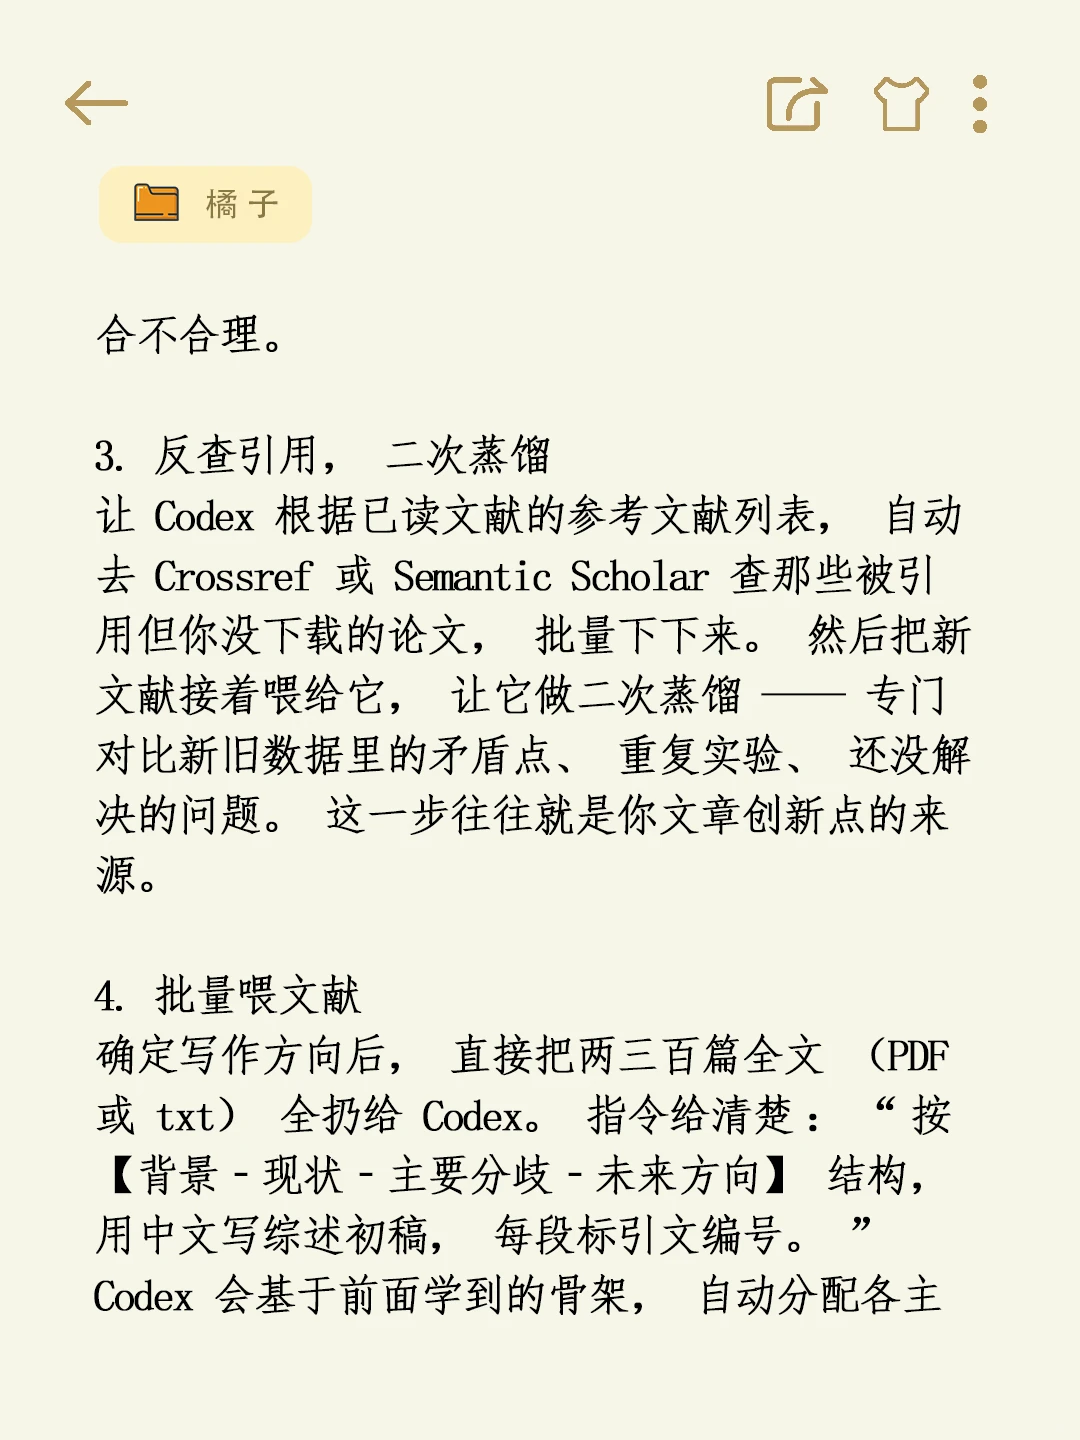 橘子
合不合理。
3. 反查引用， 二次蒸馏
让 Codex 根据已读文献的参考文献列表， 自动
去 Crossref 或 Semantic Scholar 查那些被引
用但你没下载的论文， 批量下下来。 然后把新
文献接着喂给它， 让它做二次蒸馏 —— 专门
对比新旧数据里的矛盾点、 重复实验、 还没解
决的问题。 这一步往往就是你文章创新点的来
源。
4. 批量喂文献
确定写作方向后， 直接把两三百篇全文 （PDF
或 txt） 全扔给 Codex。 指令给清楚： “按
【背景-现状-主要分歧-未来方向】 结构，
用中文写综述初稿， 每段标引文编号。 ”
Codex 会基于前面学到的骨架， 自动分配各主